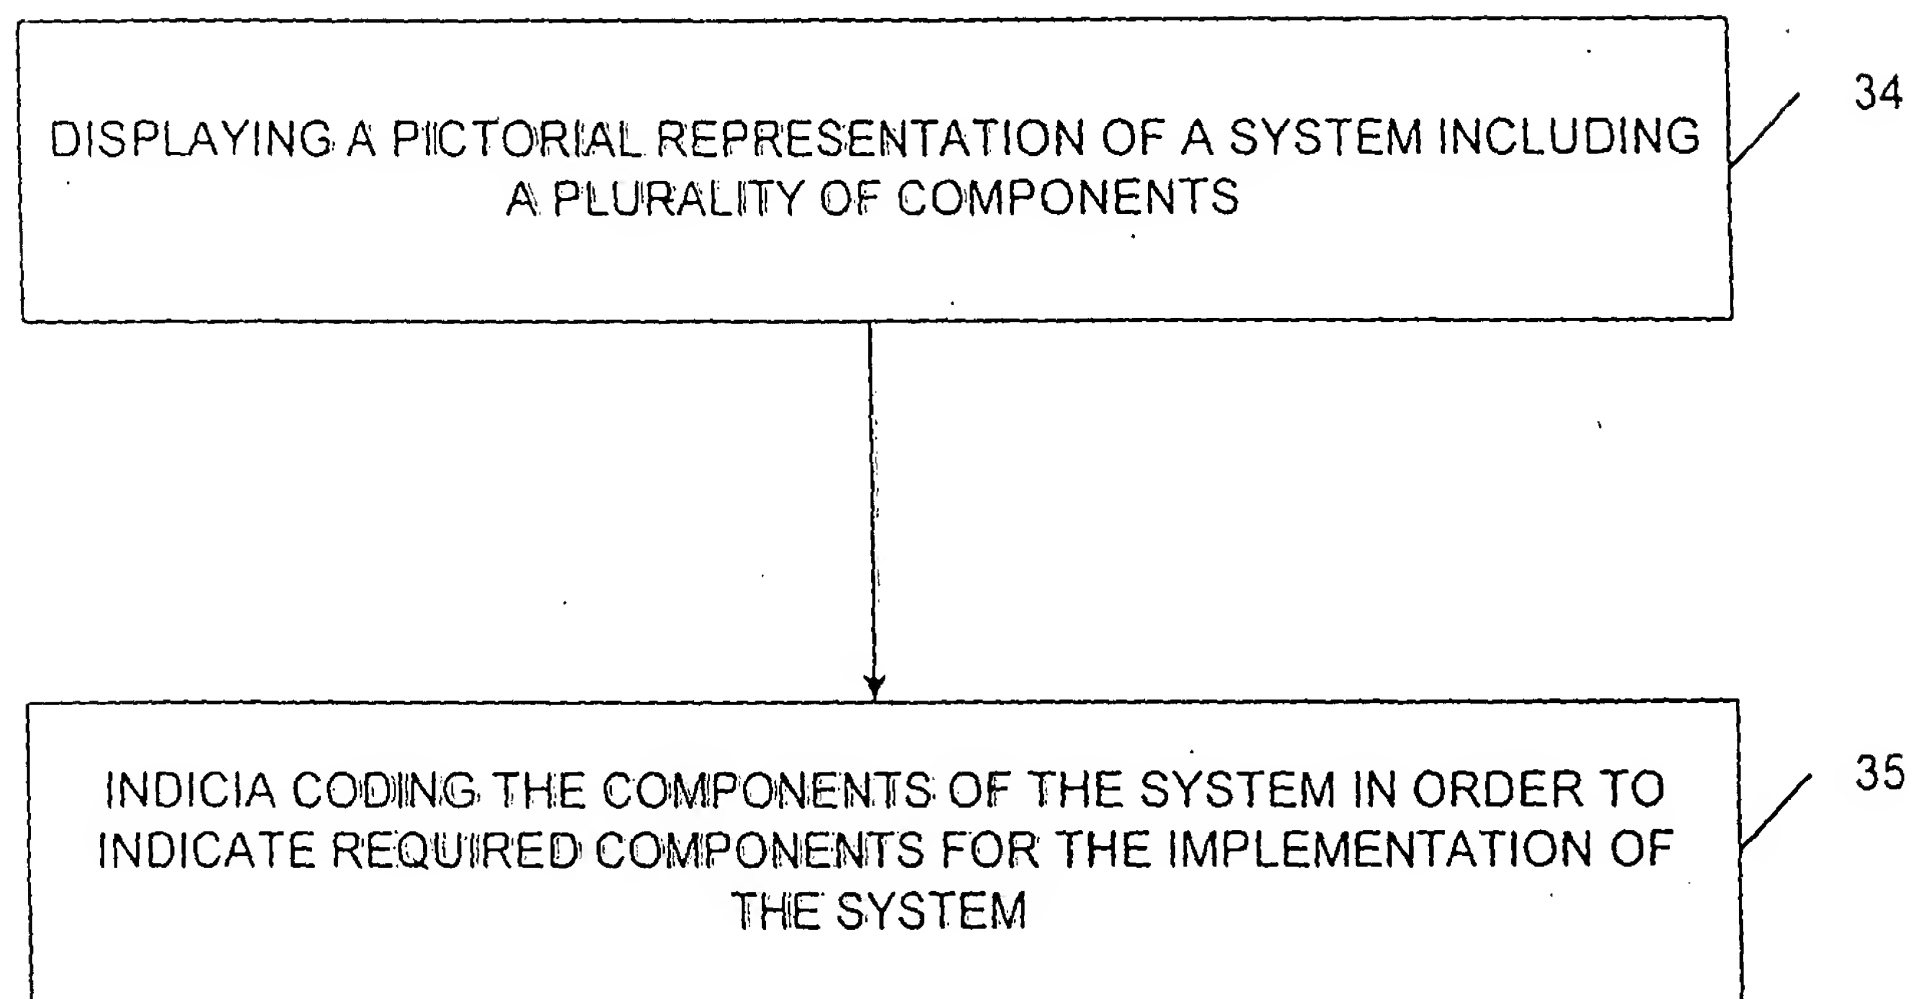 34
DISPLAYING A PICTORIAL REPRESENTATION OF A SYSTEM INCLUDING
A PLURALITY OF COMPONENTS
35
INDICIA CODING THE COMPONENTS OF THE SYSTEM IN ORDER TO
INDICATE REQUIRED COMPONENTS FOR THE IMPLEMENTATION OF
THE SYSTEM